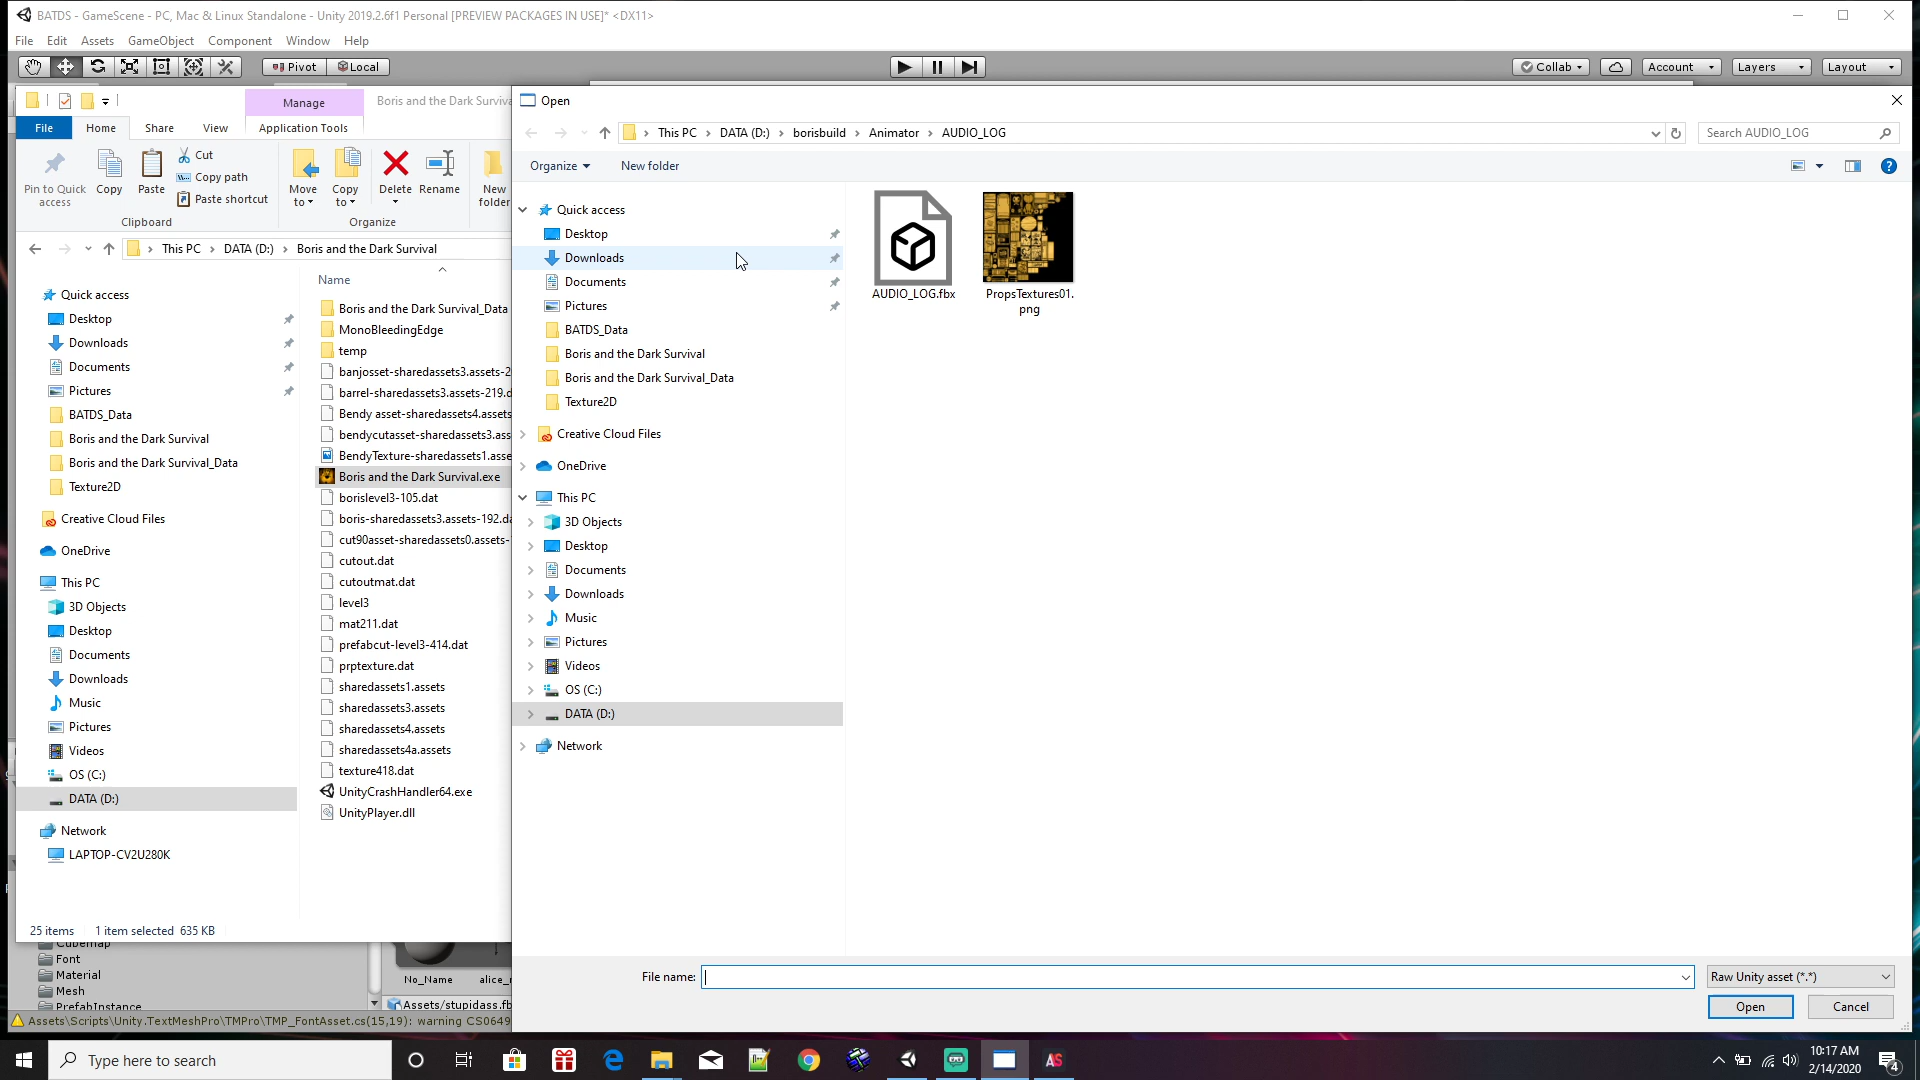 BATDS - GameScene - PC, Mac & Linux Standalone - Unity 2019.2.6f1 Personal [PREVIEW PACKAGES IN USE]* <DX11>
File Edit Assets GameObject Component Window Help
Pivot Local Collab Account Layers Layout
Manage Boris and the Dark Surviva
File Home Share View Application Tools
Pin to Quick access
Copy
Paste
Cut
Copy path
Paste shortcut
Move to
Copy to
Delete
Rename
New folder
Clipboard Organize
This PC DATA (D:) Boris and the Dark Survival
Quick access
Desktop
Downloads
Documents
Pictures
BATDS_Data
Boris and the Dark Survival
Boris and the Dark Survival_Data
Texture2D
Creative Cloud Files
OneDrive
This PC
3D Objects
Desktop
Documents
Downloads
Music
Pictures
Videos
OS (C:)
DATA (D:)
Network
LAPTOP-CV2U280K
Name
Boris and the Dark Survival_Data
MonoBleedingEdge
temp
banjosset-sharedassets3.assets-2
barrel-sharedassets3.assets-219.d
Bendy asset-sharedassets4.assets
bendycutasset-sharedassets3.ass
BendyTexture-sharedassets1.asse
Boris and the Dark Survival.exe
borislevel3-105.dat
boris-sharedassets3.assets-192.da
cut90asset-sharedassets0.assets-
cutout.dat
cutoutmat.dat
level3
mat211.dat
prefabcut-level3-414.dat
prptexture.dat
sharedassets1.assets
sharedassets3.assets
sharedassets4.assets
sharedassets4a.assets
texture418.dat
UnityCrashHandler64.exe
UnityPlayer.dll
25 items 1 item selected 635 KB
Cubemap
Font
Material
Mesh
PrefabInstance
No_Name alice_
Assets/stupidass.fb
Assets\Scripts\Unity.TextMeshPro\TMPro\TMP_FontAsset.cs(15,19): warning CS0649
Open
This PC DATA (D:) borisbuild Animator AUDIO_LOG
Search AUDIO_LOG
Organize New folder
Quick access
Desktop
Downloads
Documents
Pictures
BATDS_Data
Boris and the Dark Survival
Boris and the Dark Survival_Data
Texture2D
Creative Cloud Files
OneDrive
This PC
3D Objects
Desktop
Documents
Downloads
Music
Pictures
Videos
OS (C:)
DATA (D:)
Network
AUDIO_LOG.fbx
PropsTextures01.
png
File name:
Raw Unity asset (*.*)
Open Cancel
Type here to search
AS
10:17 AM
2/14/2020
4